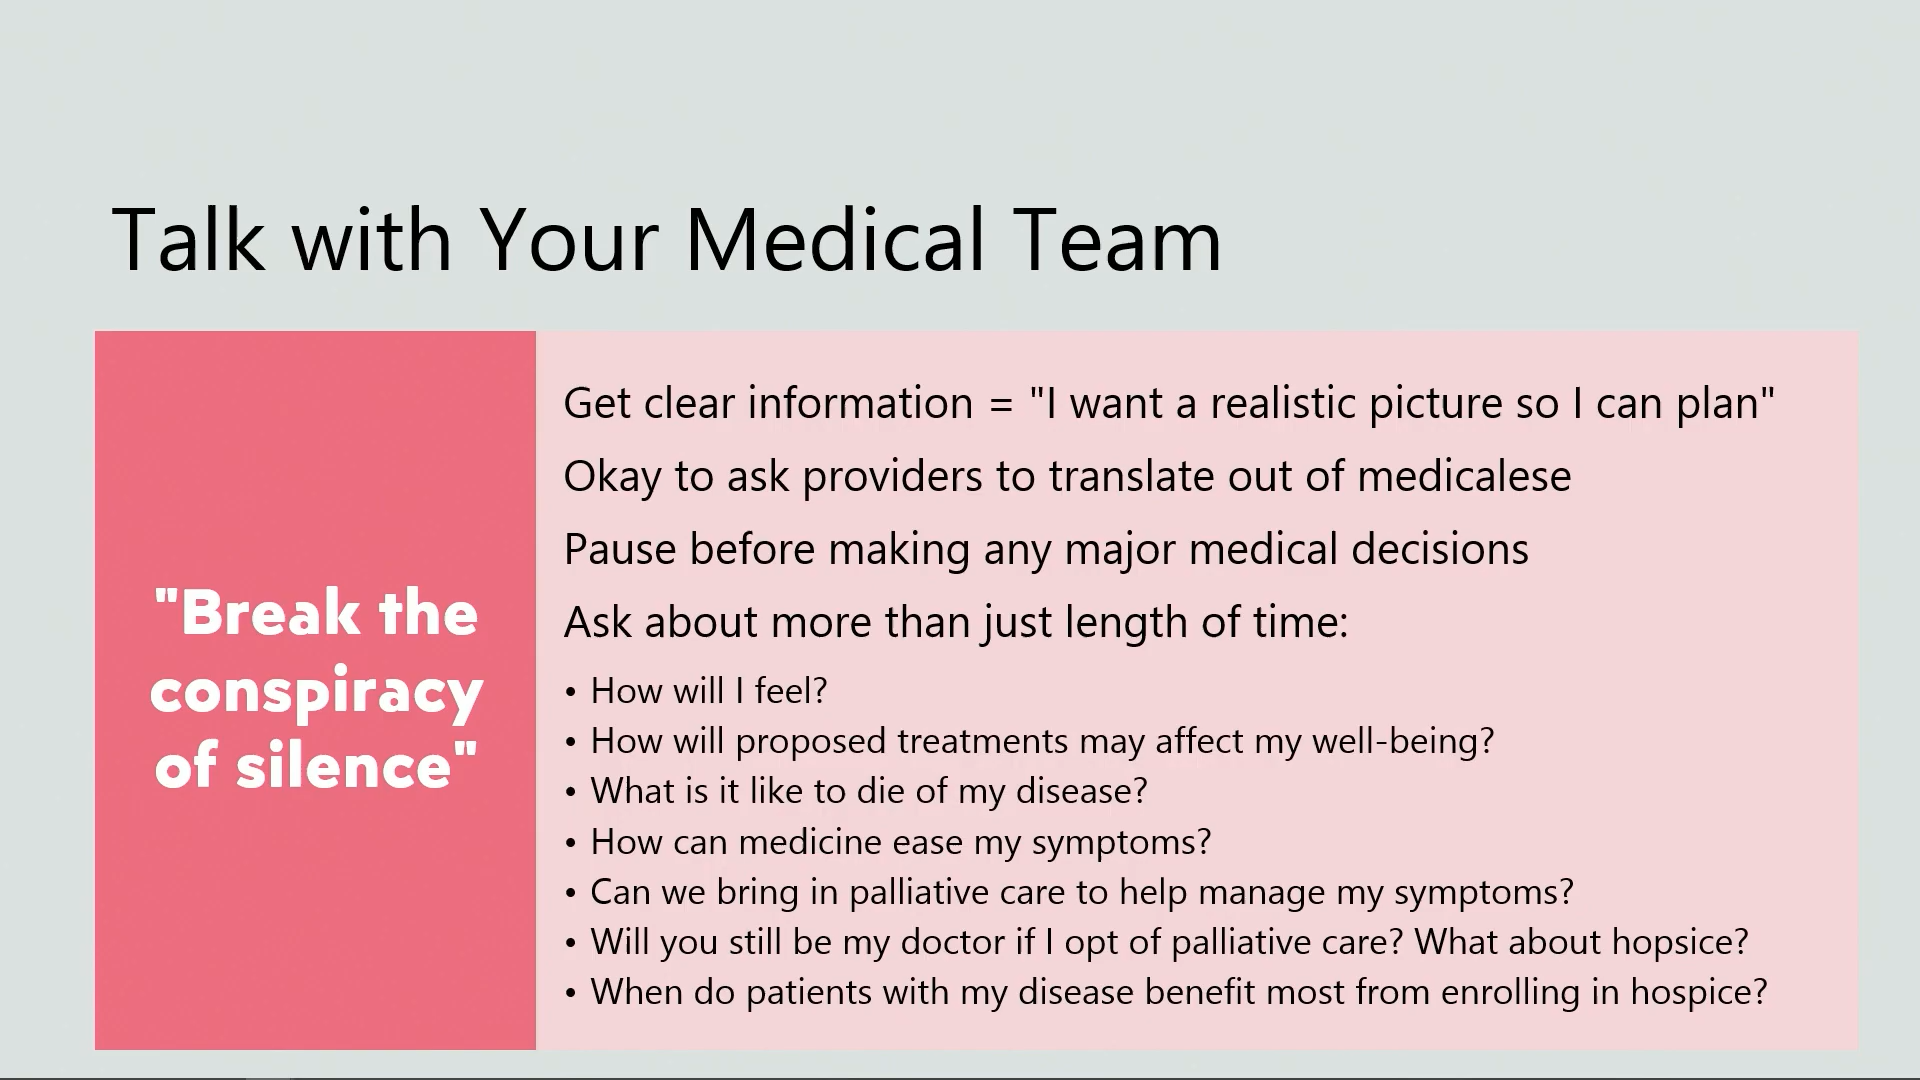 Talk with Your Medical Team
"Break the
conspiracy
of silence"
Get clear information = "I want a realistic picture so I can plan"
Okay to ask providers to translate out of medicalese
Pause before making any major medical decisions
Ask about more than just length of time:
• How will I feel?
• How will proposed treatments may affect my well-being?
• What is it like to die of my disease?
• How can medicine ease my symptoms?
• Can we bring in palliative care to help manage my symptoms?
• Will you still be my doctor if I opt of palliative care? What about hopsice?
• When do patients with my disease benefit most from enrolling in hospice?